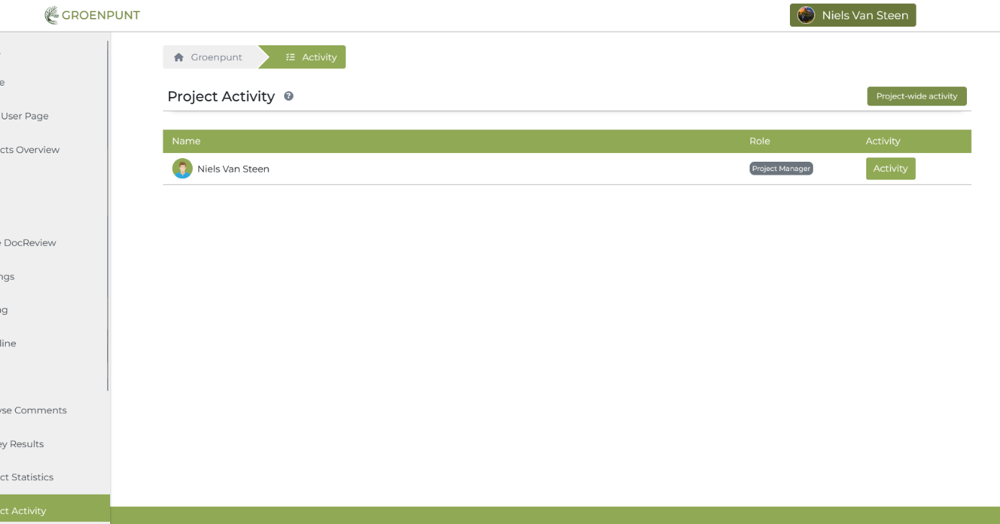 GROENPUNT
Niels Van Steen
Groenpunt
Activity
Project Activity
Project-wide activity
Name Role Activity
Niels Van Steen Project Manager Activity
User Page
cts Overview
DocReview
ngs
line
Comments
ey Results
ct Statistics
ct Activity